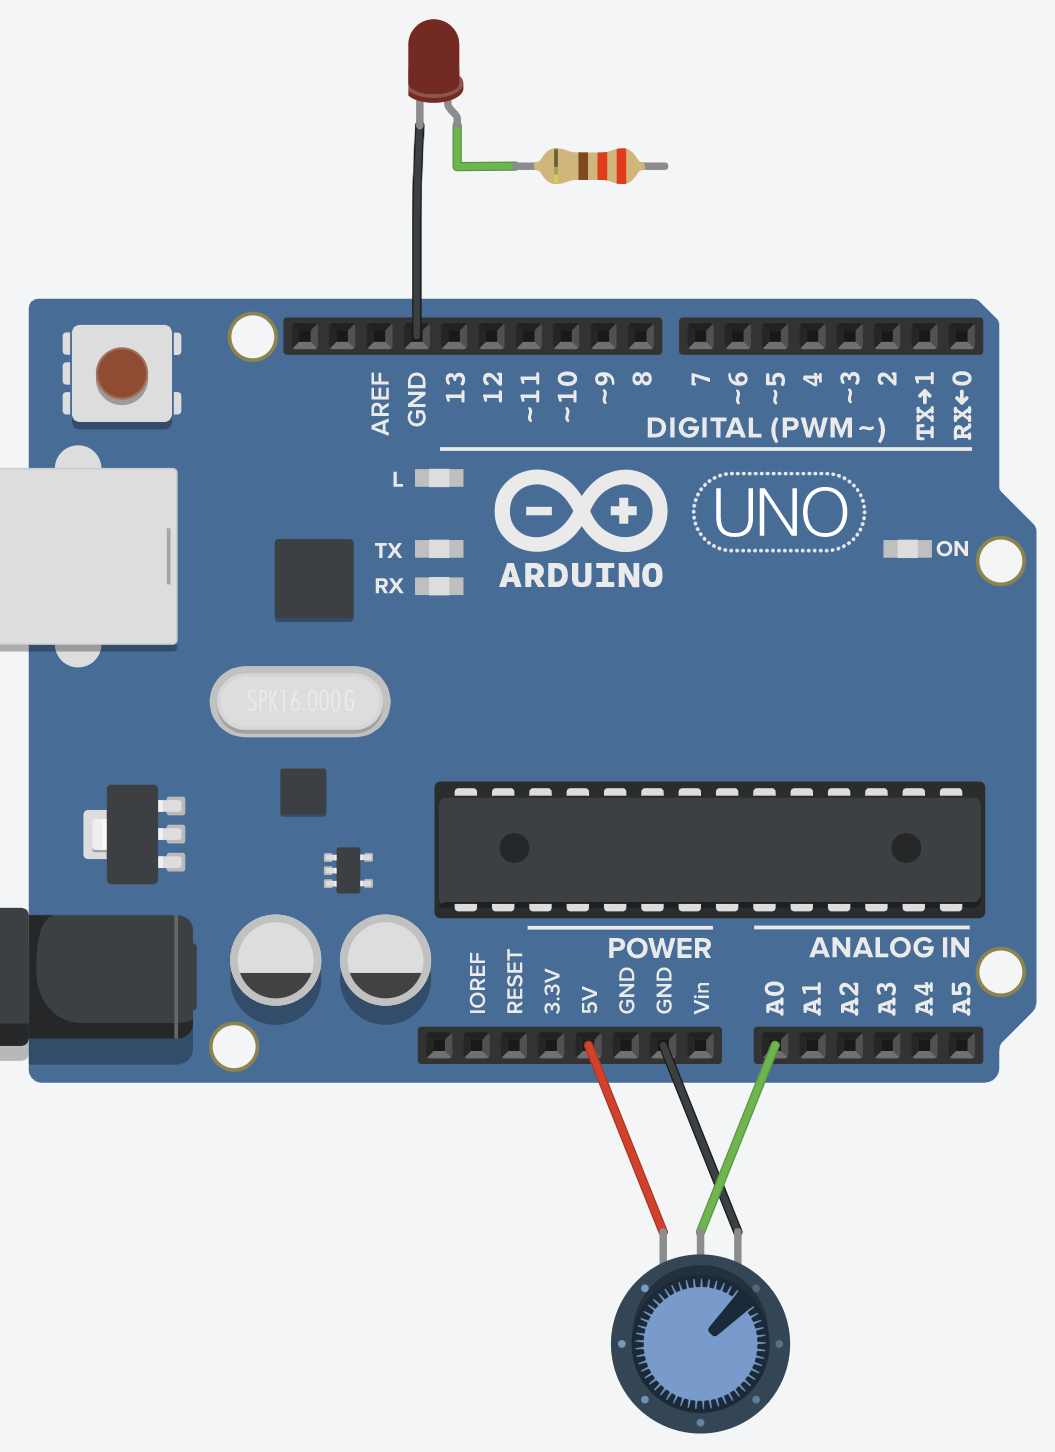 AREF
GND
13
12
~11
~10
~9
8
7
~6
~5
4
~3
2
TX→1
RX←0
DIGITAL (PWM~)
L
TX
RX
- +
ARDUINO
UNO
ON
SPK16.000G
POWER
ANALOG IN
IOREF
RESET
3.3V
5V
GND
GND
Vin
A0
A1
A2
A3
A4
A5